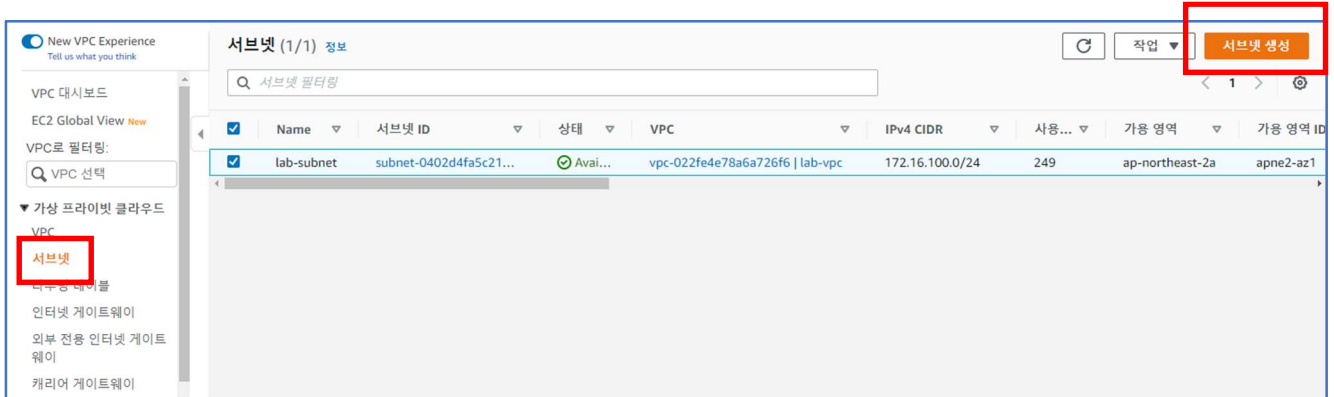 New VPC Experience
Tell us what you think
VPC 대시보드
EC2 Global View New
VPC로 필터링:
VPC 선택
가상 프라이빗 클라우드
VPC
서브넷
라우팅 테이블
인터넷 게이트웨이
외부 전용 인터넷 게이트
웨이
캐리어 게이트웨이
서브넷 (1/1) 정보
작업
서브넷 생성
서브넷 필터링
1
Name 서브넷 ID 상태 VPC IPv4 CIDR 사용... 가용 영역 가용 영역 ID
lab-subnet subnet-0402d4fa5c21... Avai... vpc-022fe4e78a6a726f6 | lab-vpc 172.16.100.0/24 249 ap-northeast-2a apne2-az1